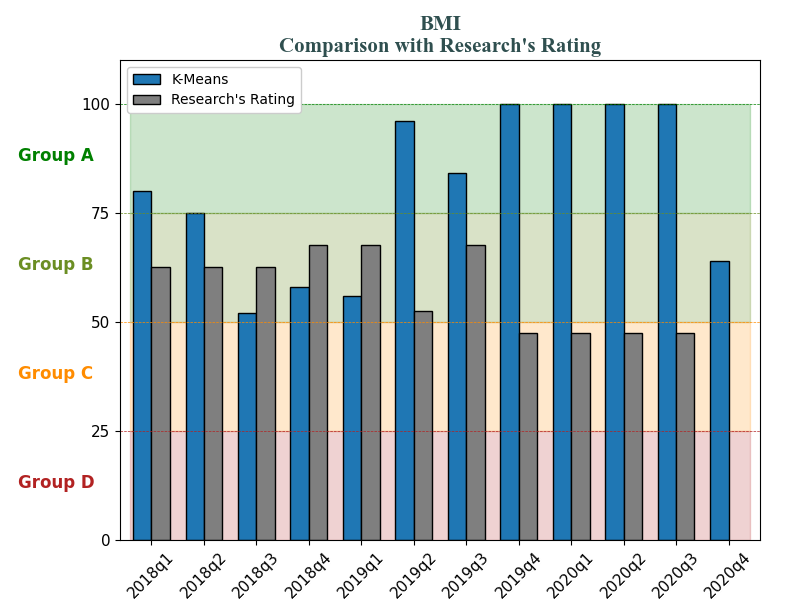 BMI
Comparison with Research's Rating
K-Means
Research's Rating
100
Group A
75
Group B
50
Group C
25
Group D
0
2018q1 2018q2 2018q3 2018q4 2019q1 2019q2 2019q3 2019q4 2020q1 2020q2 2020q3 2020q4